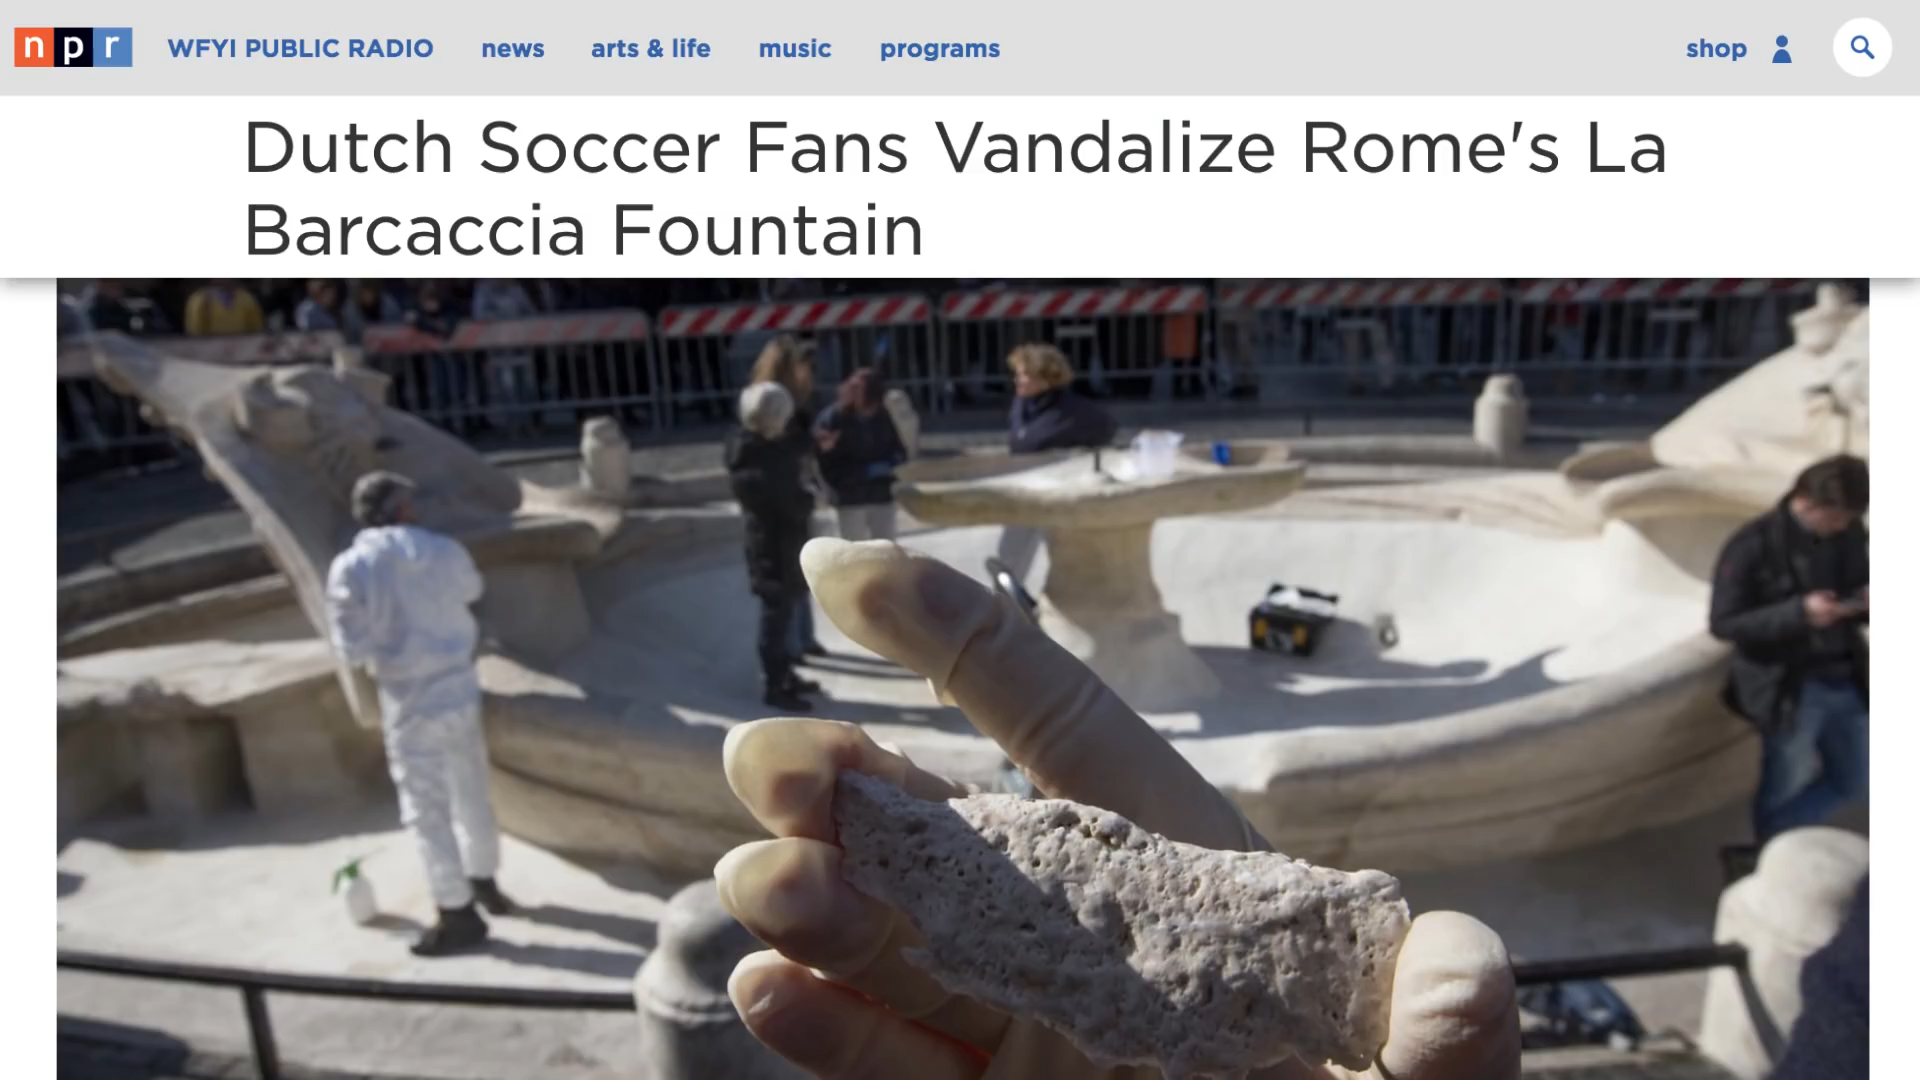 npr WFYI PUBLIC RADIO news arts & life music programs shop
Dutch Soccer Fans Vandalize Rome's La
Barcaccia Fountain